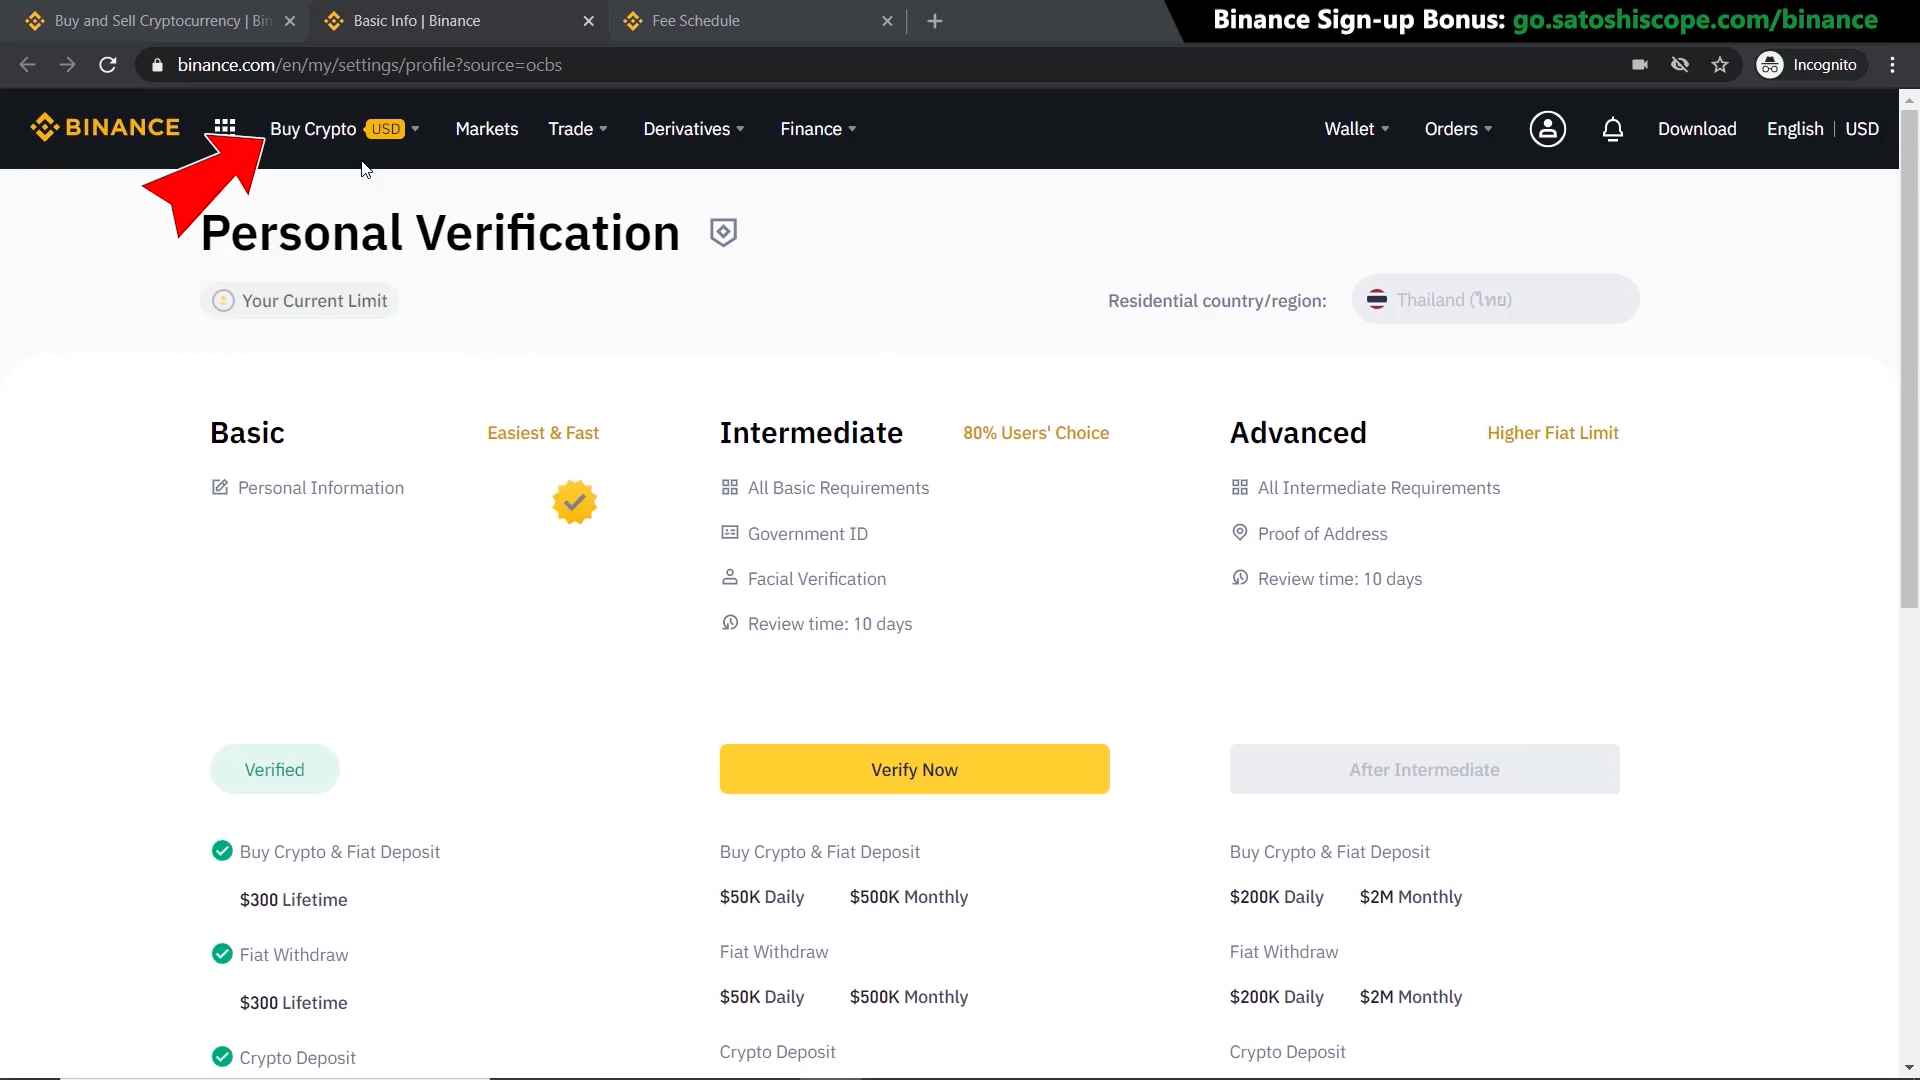 Buy and Sell Cryptocurrency | Bin
Basic Info | Binance
Fee Schedule
Binance Sign-up Bonus: go.satoshiscope.com/binance
binance.com/en/my/settings/profile?source=ocbs
Incognito
BINANCE
Buy Crypto USD
Markets
Trade
Derivatives
Finance
Wallet
Orders
Download
English | USD
Personal Verification
Your Current Limit
Residential country/region:
Thailand (ไทย)
Basic
Easiest & Fast
Personal Information
Verified
Buy Crypto & Fiat Deposit
$300 Lifetime
Fiat Withdraw
$300 Lifetime
Crypto Deposit
Intermediate
80% Users' Choice
All Basic Requirements
Government ID
Facial Verification
Review time: 10 days
Verify Now
Buy Crypto & Fiat Deposit
$50K Daily $500K Monthly
Fiat Withdraw
$50K Daily $500K Monthly
Crypto Deposit
Advanced
Higher Fiat Limit
All Intermediate Requirements
Proof of Address
Review time: 10 days
After Intermediate
Buy Crypto & Fiat Deposit
$200K Daily $2M Monthly
Fiat Withdraw
$200K Daily $2M Monthly
Crypto Deposit